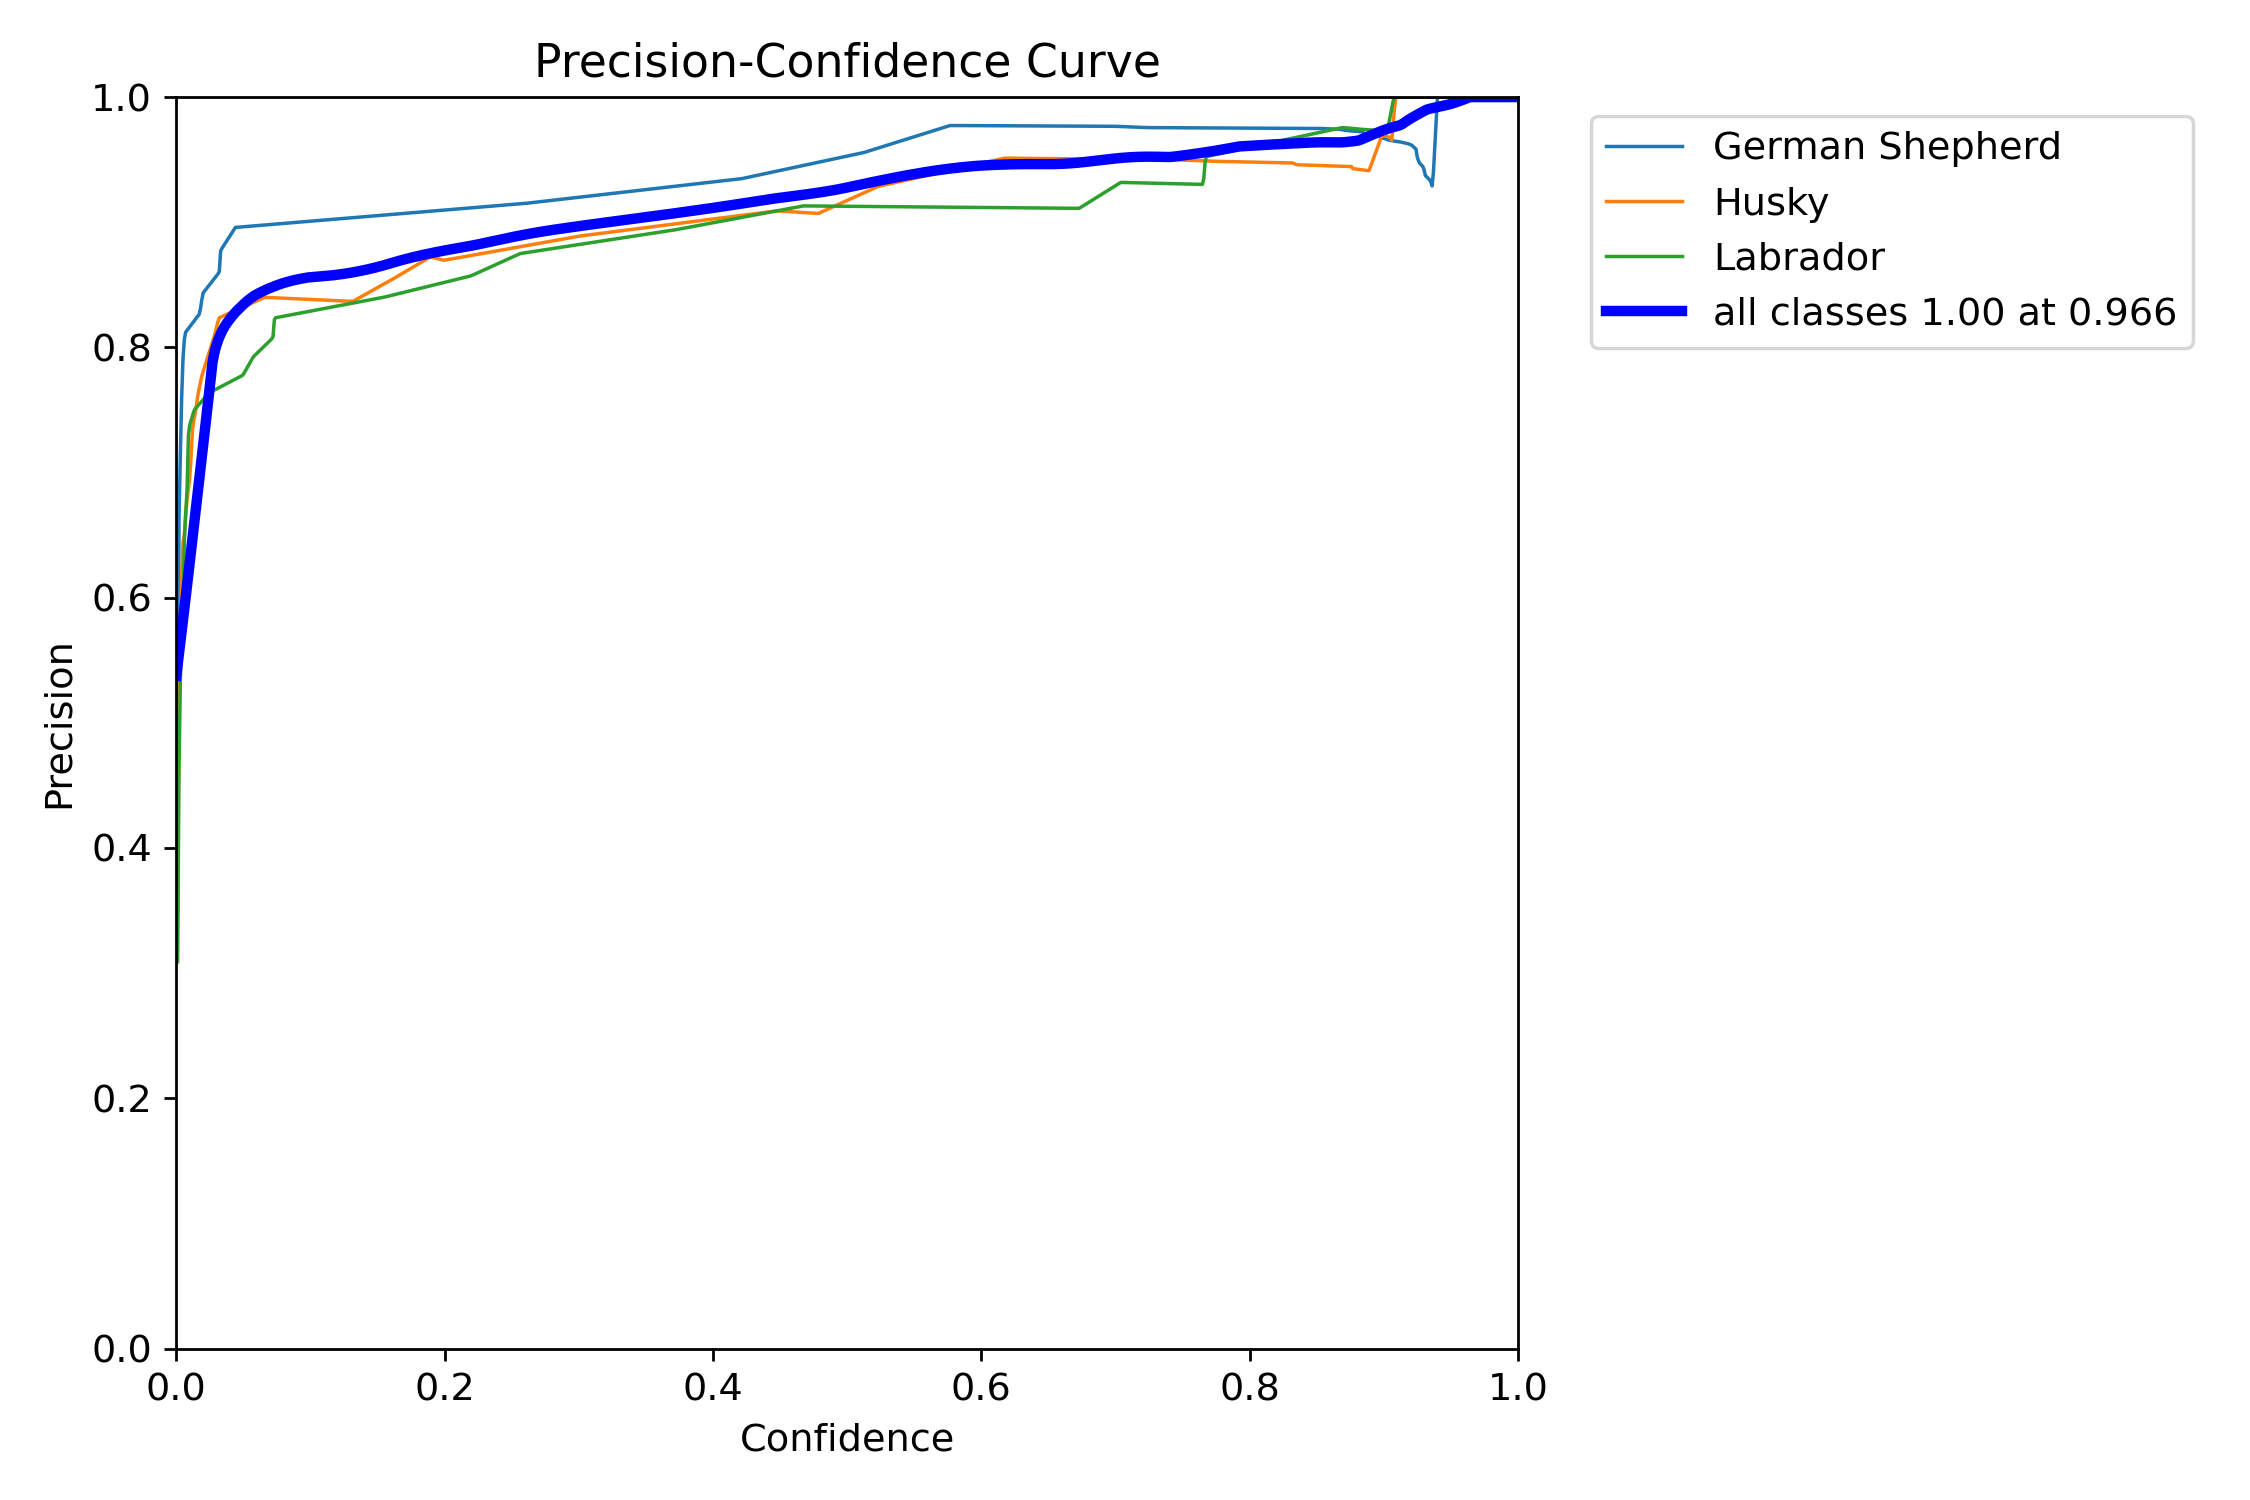 Precision-Confidence Curve
1.0
0.8
0.6
0.4
0.2
0.0
Precision
0.0 0.2 0.4 0.6 0.8 1.0
Confidence
German Shepherd
Husky
Labrador
all classes 1.00 at 0.966